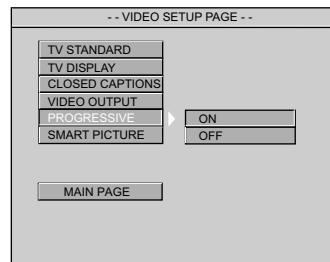 - - VIDEO SETUP PAGE - -
TV STANDARD
TV DISPLAY
CLOSED CAPTIONS
VIDEO OUTPUT
PROGRESSIVE
ON
SMART PICTURE
OFF
MAIN PAGE